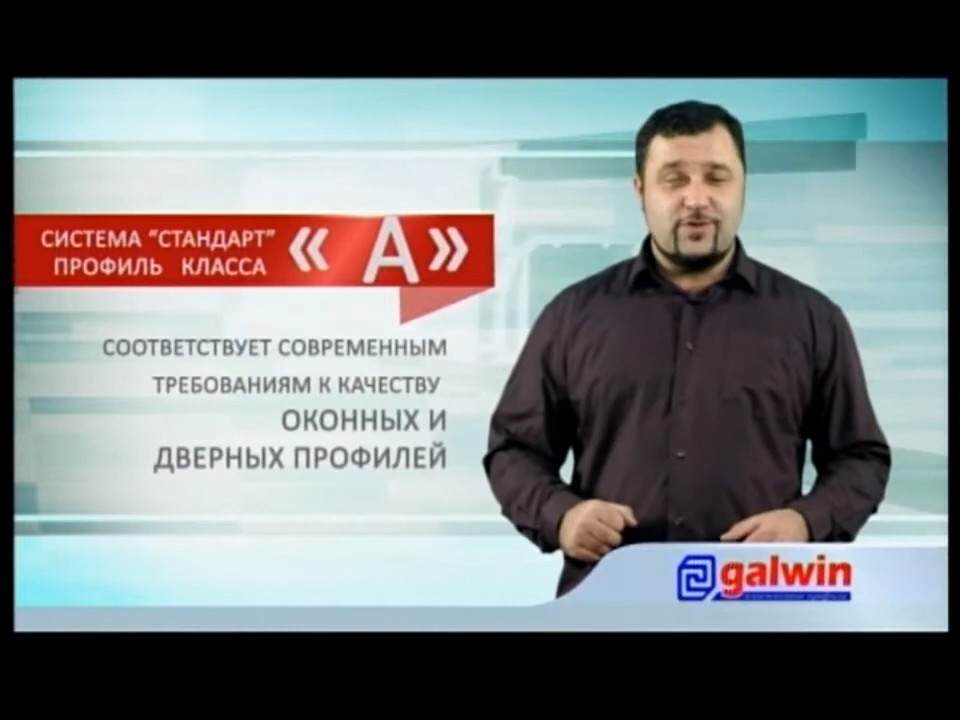 СИСТЕМА “СТАНДАРТ”
ПРОФИЛЬ КЛАССА « А »
СООТВЕТСТВУЕТ СОВРЕМЕННЫМ
ТРЕБОВАНИЯМ К КАЧЕСТВУ
ОКОННЫХ И
ДВЕРНЫХ ПРОФИЛЕЙ
galwin